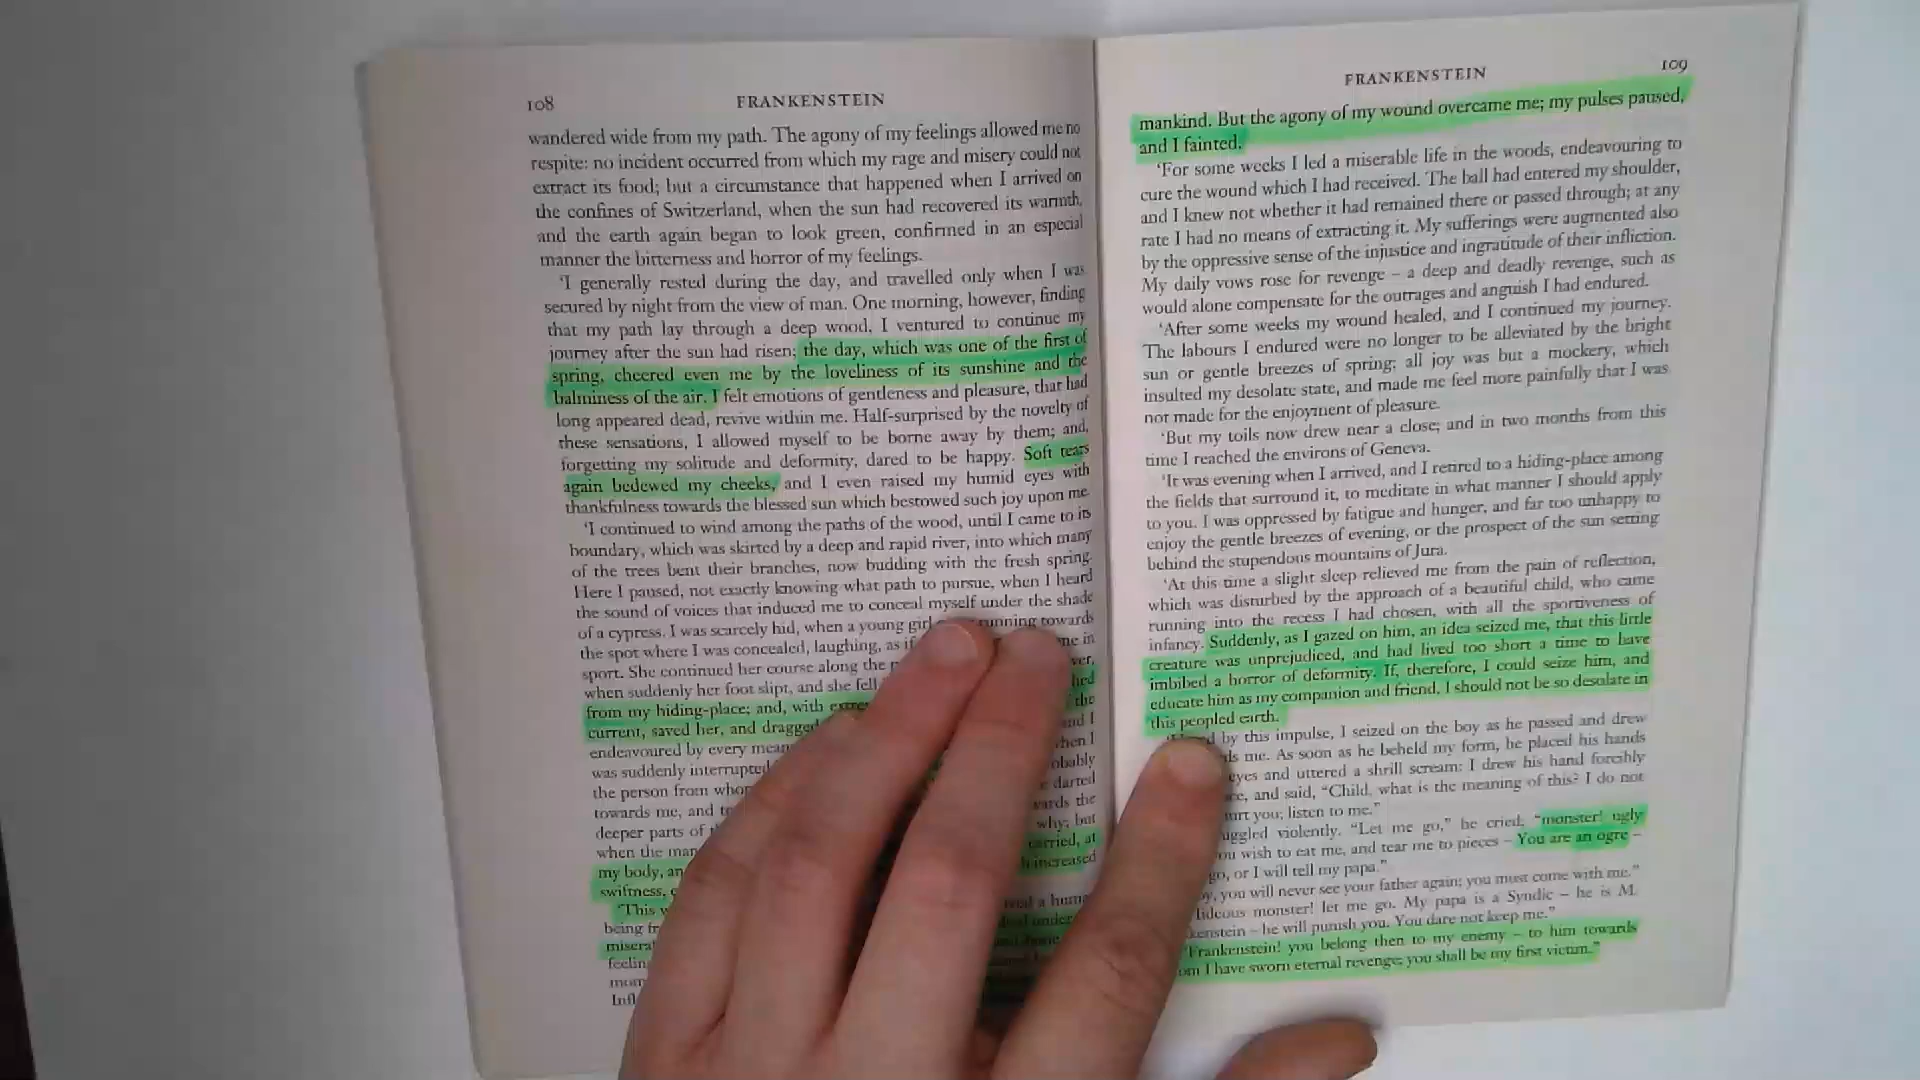 108
FRANKENSTEIN
wandered wide from my path. The agony of my feelings allowed me no
respite: no incident occurred from which my rage and misery could not
extract its food; but a circumstance that happened when I arrived on
the confines of Switzerland, when the sun had recovered its warmth,
and the earth again began to look green, confirmed in an especial
manner the bitterness and horror of my feelings.
'I generally rested during the day, and travelled only when I was
secured by night from the view of man. One morning, however, finding
that my path lay through a deep wood, I ventured to continue my
journey after the sun had risen; the day, which was one of the first of
spring, cheered even me by the loveliness of its sunshine and the
balminess of the air. I felt emotions of gentleness and pleasure, that had
long appeared dead, revive within me. Half-surprised by the novelty of
these sensations, I allowed myself to be borne away by them; and,
forgetting my solitude and deformity, dared to be happy. Soft tears
again bedewed my cheeks, and I even raised my humid eyes with
thankfulness towards the blessed sun which bestowed such joy upon me.
'I continued to wind among the paths of the wood, until I came to its
boundary, which was skirted by a deep and rapid river, into which many
of the trees bent their branches, now budding with the fresh spring.
Here I paused, not exactly knowing what path to pursue, when I heard
the sound of voices that induced me to conceal myself under the shade
of a cypress. I was scarcely hid, when a young girl running towards
the spot where I was concealed, laughing, as if in
sport. She continued her course along the
when suddenly her foot slipt, and she fell
from my hiding-place; and, with the
current, saved her, and dragged and I
endeavoured by every mean when I
was suddenly interrupted
the person from whom darted
towards me, and the
deeper parts of why; but
when the man carried, at
my body, an increased
swiftness,
'This
being a human
under
feelin
Infl
FRANKENSTEIN
109
mankind. But the agony of my wound overcame me; my pulses paused,
and I fainted.
'For some weeks I led a miserable life in the woods, endeavouring to
cure the wound which I had received. The ball had entered my shoulder,
and I knew not whether it had remained there or passed through; at any
rate I had no means of extracting it. My sufferings were augmented also
by the oppressive sense of the injustice and ingratitude of their infliction.
My daily vows rose for revenge – a deep and deadly revenge, such as
would alone compensate for the outrages and anguish I had endured.
'After some weeks my wound healed, and I continued my journey.
The labours I endured were no longer to be alleviated by the bright
sun or gentle breezes of spring; all joy was but a mockery, which
insulted my desolate state, and made me feel more painfully that I was
not made for the enjoyment of pleasure.
'But my toils now drew near a close; and in two months from this
time I reached the environs of Geneva.
'It was evening when I arrived, and I retired to a hiding-place among
the fields that surround it, to meditate in what manner I should apply
to you. I was oppressed by fatigue and hunger, and far too unhappy to
enjoy the gentle breezes of evening, or the prospect of the sun setting
behind the stupendous mountains of Jura.
'At this time a slight sleep relieved me from the pain of reflection,
which was disturbed by the approach of a beautiful child, who came
running into the recess I had chosen, with all the sportiveness of
infancy. Suddenly, as I gazed on him, an idea seized me, that this little
creature was unprejudiced, and had lived too short a time to have
imbibed a horror of deformity. If, therefore, I could seize him, and
educate him as my companion and friend, I should not be so desolate in
this peopled earth.
by this impulse, I seized on the boy as he passed and drew
me. As soon as he beheld my form, he placed his hands
eyes and uttered a shrill scream: I drew his hand forcibly
and said, "Child, what is the meaning of this? I do not
you; listen to me."
violently. "Let me go," he cried; "monster! ugly
wish to eat me, and tear me to pieces – You are an ogre –
go, or I will tell my papa."
you will never see your father again; you must come with me."
monster! let me go. My papa is a Syndic – he is M.
– he will punish you. You dare not keep me."
Frankenstein! you belong then to my enemy – to him towards
I have sworn eternal revenge; you shall be my first victim."